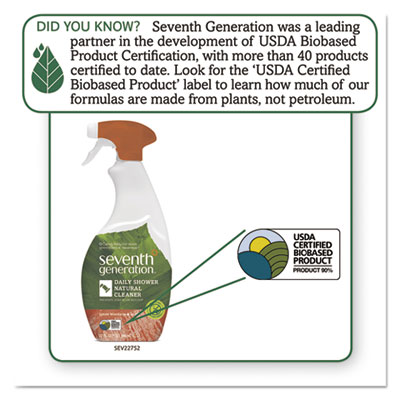 DID YOU KNOW? Seventh Generation was a leading
partner in the development of USDA Biobased
Product Certification, with more than 40 products
certified to date. Look for the ‘USDA Certified
Biobased Product’ label to learn how much of our
formulas are made from plants, not petroleum.
seventh
generation.
DAILY SHOWER
NATURAL
CLEANER
USDA
CERTIFIED
BIOBASED
PRODUCT
PRODUCT 90%
SEV22752